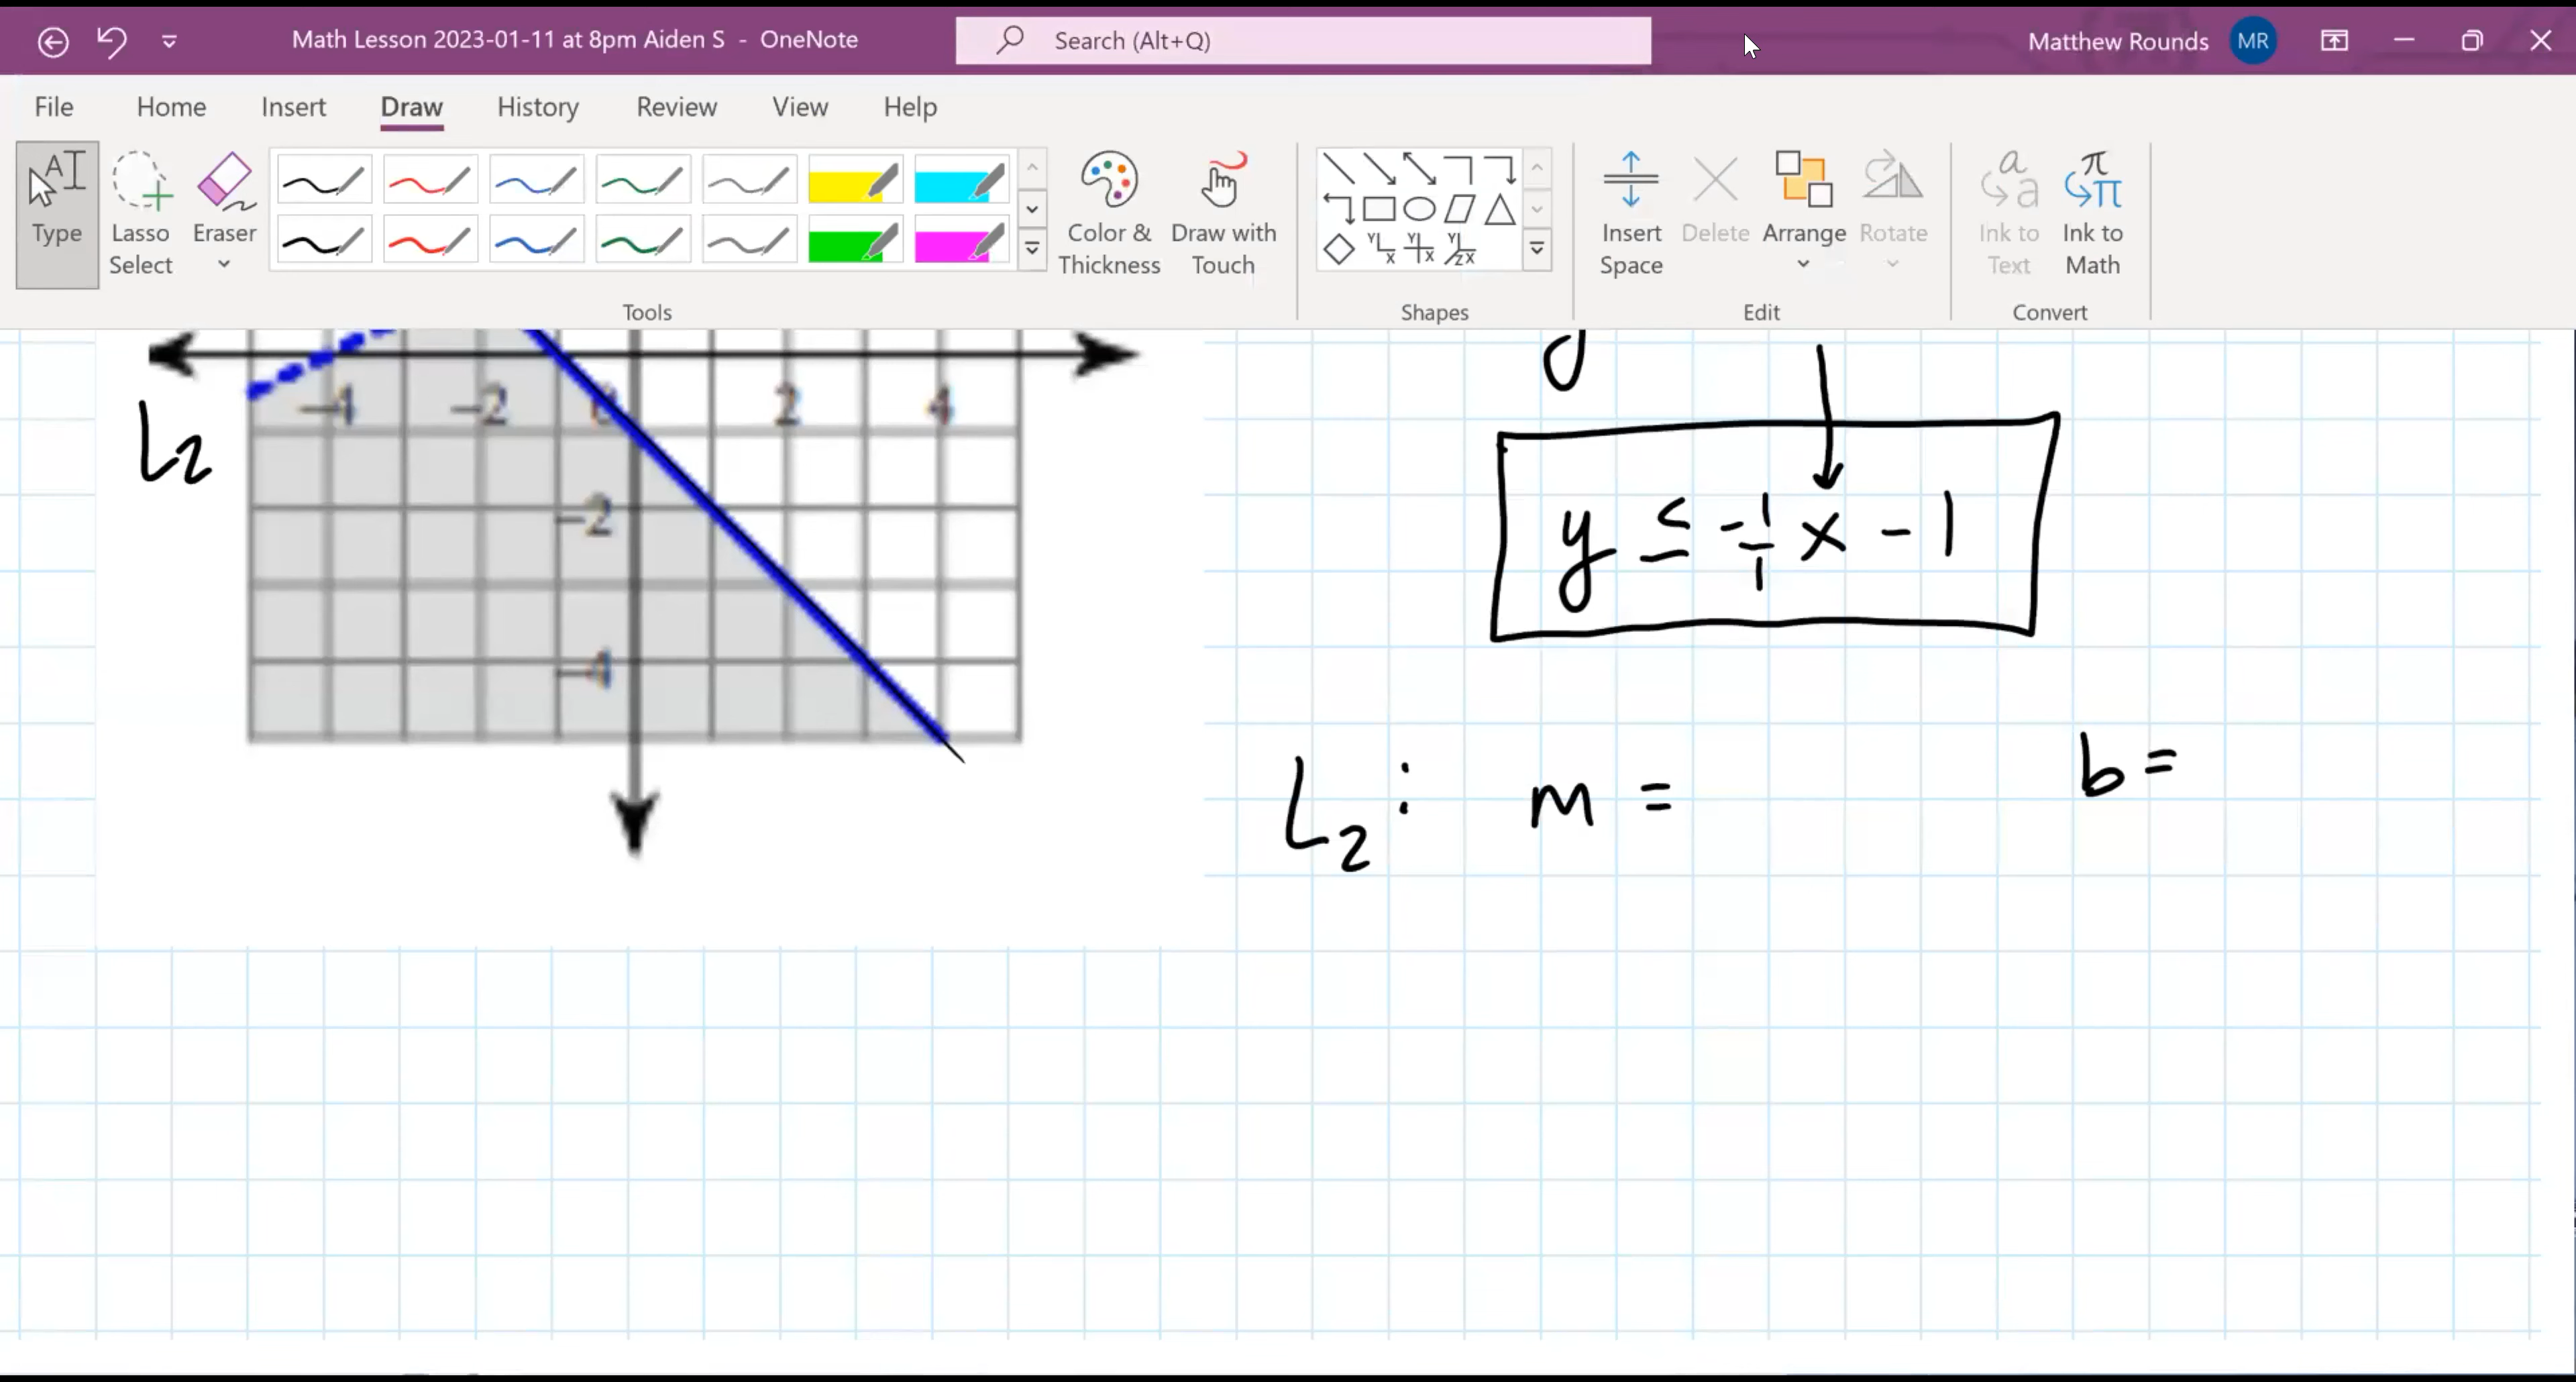 Math Lesson 2023-01-11 at 8pm Aiden S - OneNote
Search (Alt+Q)
Matthew Rounds MR
File Home Insert Draw History Review View Help
Type
Lasso Select
Eraser
Color & Thickness
Draw with Touch
Insert Space
Delete
Arrange
Rotate
Ink to Text
Ink to Math
Tools Shapes Edit Convert
-4 -2 0 2 4
L₂
-2
-4
y ≤ -1/1 x - 1
L₂ : m = b =